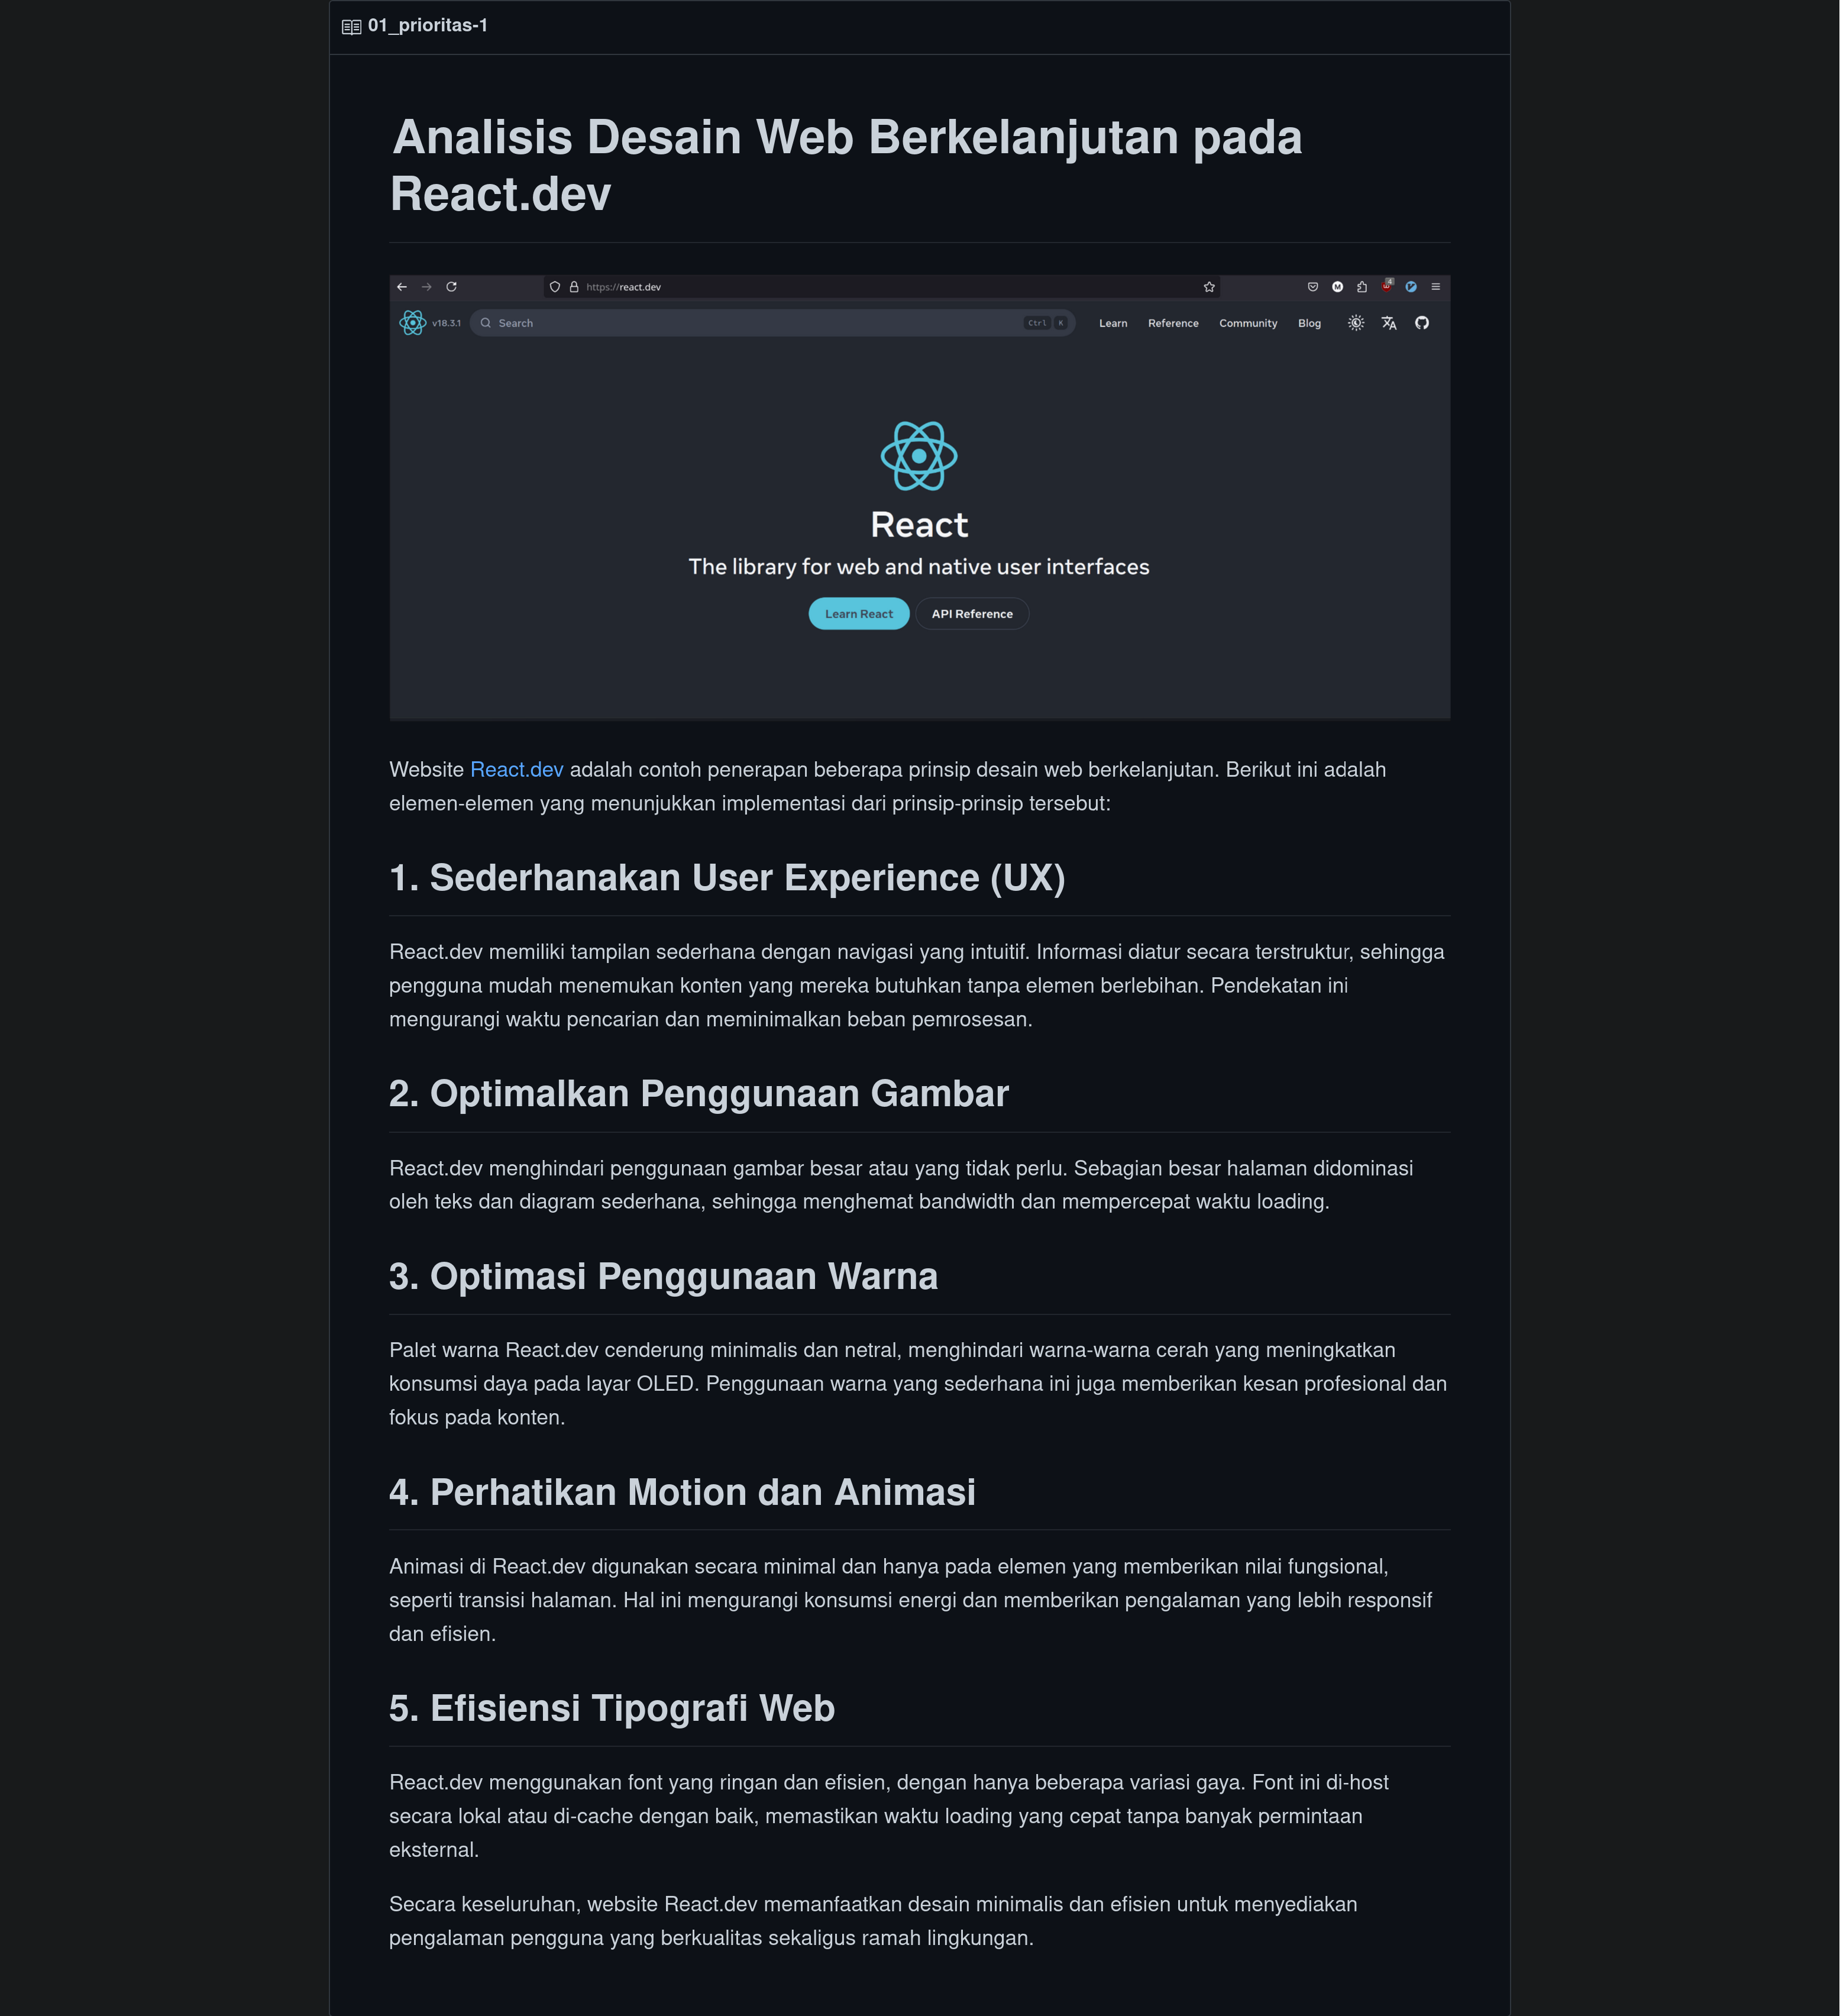 01_prioritas-1
Analisis Desain Web Berkelanjutan pada
React.dev
https://react.dev
4
M
v18.3.1
Search
Ctrl K
Learn
Reference
Community
Blog
React
The library for web and native user interfaces
Learn React
API Reference
Website React.dev adalah contoh penerapan beberapa prinsip desain web berkelanjutan. Berikut ini adalah
elemen-elemen yang menunjukkan implementasi dari prinsip-prinsip tersebut:
1. Sederhanakan User Experience (UX)
React.dev memiliki tampilan sederhana dengan navigasi yang intuitif. Informasi diatur secara terstruktur, sehingga
pengguna mudah menemukan konten yang mereka butuhkan tanpa elemen berlebihan. Pendekatan ini
mengurangi waktu pencarian dan meminimalkan beban pemrosesan.
2. Optimalkan Penggunaan Gambar
React.dev menghindari penggunaan gambar besar atau yang tidak perlu. Sebagian besar halaman didominasi
oleh teks dan diagram sederhana, sehingga menghemat bandwidth dan mempercepat waktu loading.
3. Optimasi Penggunaan Warna
Palet warna React.dev cenderung minimalis dan netral, menghindari warna-warna cerah yang meningkatkan
konsumsi daya pada layar OLED. Penggunaan warna yang sederhana ini juga memberikan kesan profesional dan
fokus pada konten.
4. Perhatikan Motion dan Animasi
Animasi di React.dev digunakan secara minimal dan hanya pada elemen yang memberikan nilai fungsional,
seperti transisi halaman. Hal ini mengurangi konsumsi energi dan memberikan pengalaman yang lebih responsif
dan efisien.
5. Efisiensi Tipografi Web
React.dev menggunakan font yang ringan dan efisien, dengan hanya beberapa variasi gaya. Font ini di-host
secara lokal atau di-cache dengan baik, memastikan waktu loading yang cepat tanpa banyak permintaan
eksternal.
Secara keseluruhan, website React.dev memanfaatkan desain minimalis dan efisien untuk menyediakan
pengalaman pengguna yang berkualitas sekaligus ramah lingkungan.